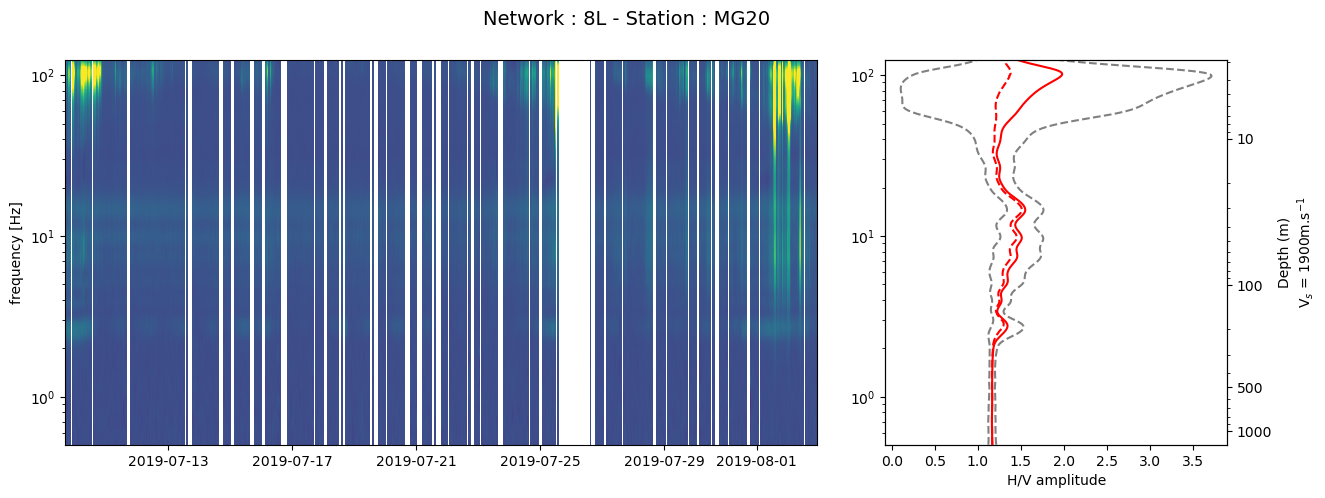 Network : 8L - Station : MG20
10²
10¹
10⁰
frequency [Hz]
2019-07-13 2019-07-17 2019-07-21 2019-07-25 2019-07-29 2019-08-01
10²
10¹
10⁰
0.0 0.5 1.0 1.5 2.0 2.5 3.0 3.5
H/V amplitude
10
100
500
1000
Depth (m)
Vₛ = 1900m.s⁻¹